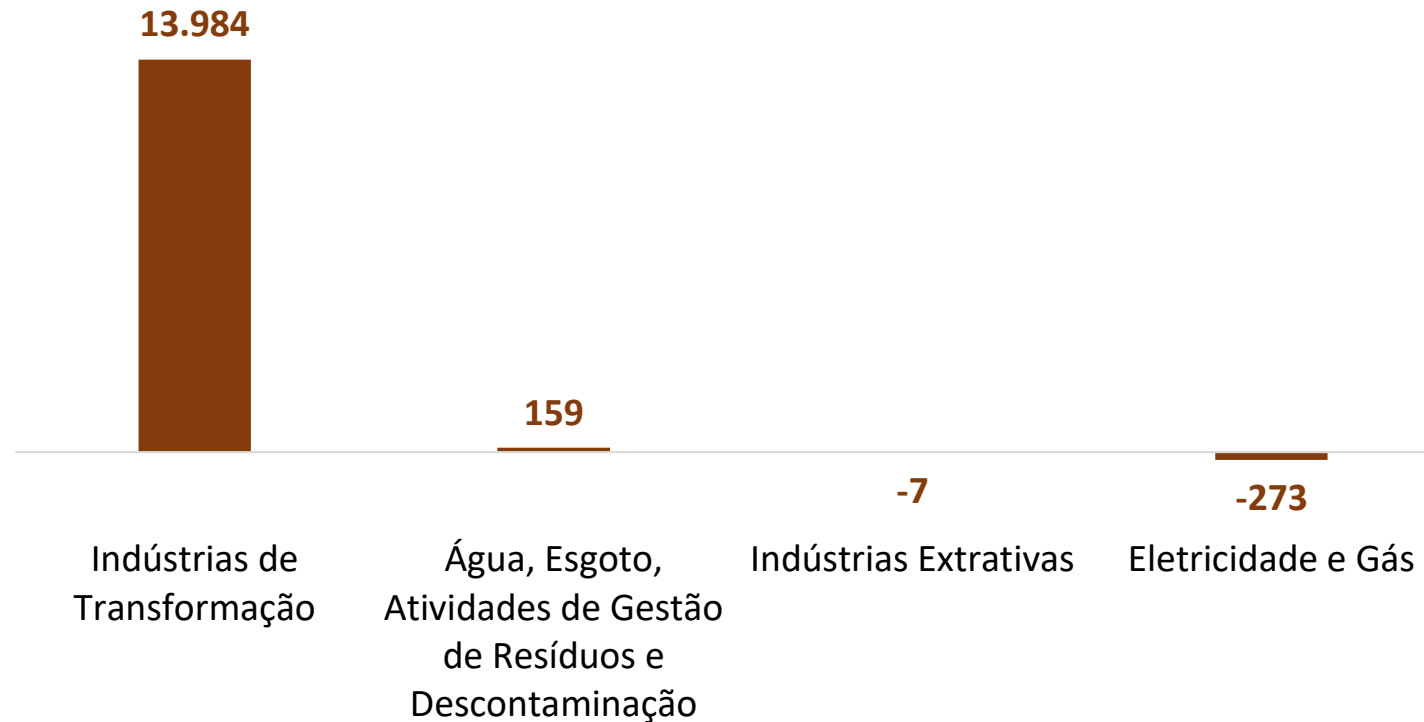 13.984
159
-7
-273
Indústrias de
Transformação
Água, Esgoto,
Atividades de Gestão
de Resíduos e
Descontaminação
Indústrias Extrativas
Eletricidade e Gás